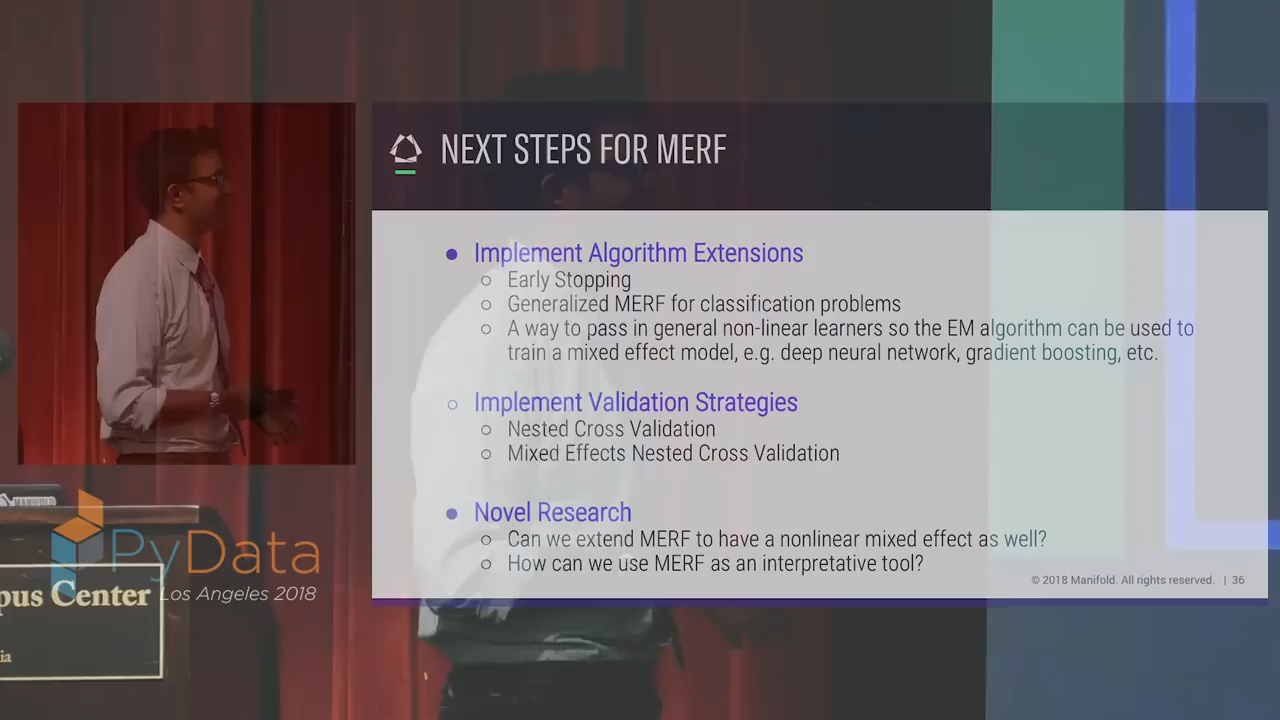 NEXT STEPS FOR MERF
● Implement Algorithm Extensions
○ Early Stopping
○ Generalized MERF for classification problems
○ A way to pass in general non-linear learners so the EM algorithm can be used to
train a mixed effect model, e.g. deep neural network, gradient boosting, etc.
○ Implement Validation Strategies
○ Nested Cross Validation
○ Mixed Effects Nested Cross Validation
● Novel Research
○ Can we extend MERF to have a nonlinear mixed effect as well?
○ How can we use MERF as an interpretative tool?
© 2018 Manifold. All rights reserved. | 36
MANIFOLD
PyData
Los Angeles 2018
pus Center
ia